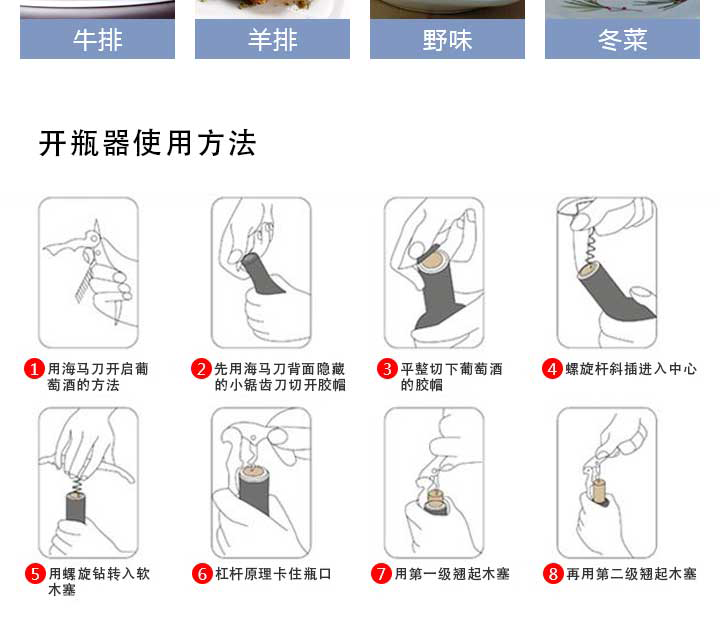 牛排
羊排
野味
冬菜
开瓶器使用方法
1 用海马刀开启葡
萄酒的方法
2 先用海马刀背面隐藏
的小锯齿刀切开胶帽
3 平整切下葡萄酒
的胶帽
4 螺旋杆斜插进入中心
5 用螺旋钻转入软
木塞
6 杠杆原理卡住瓶口
7 用第一级翘起木塞
8 再用第二级翘起木塞